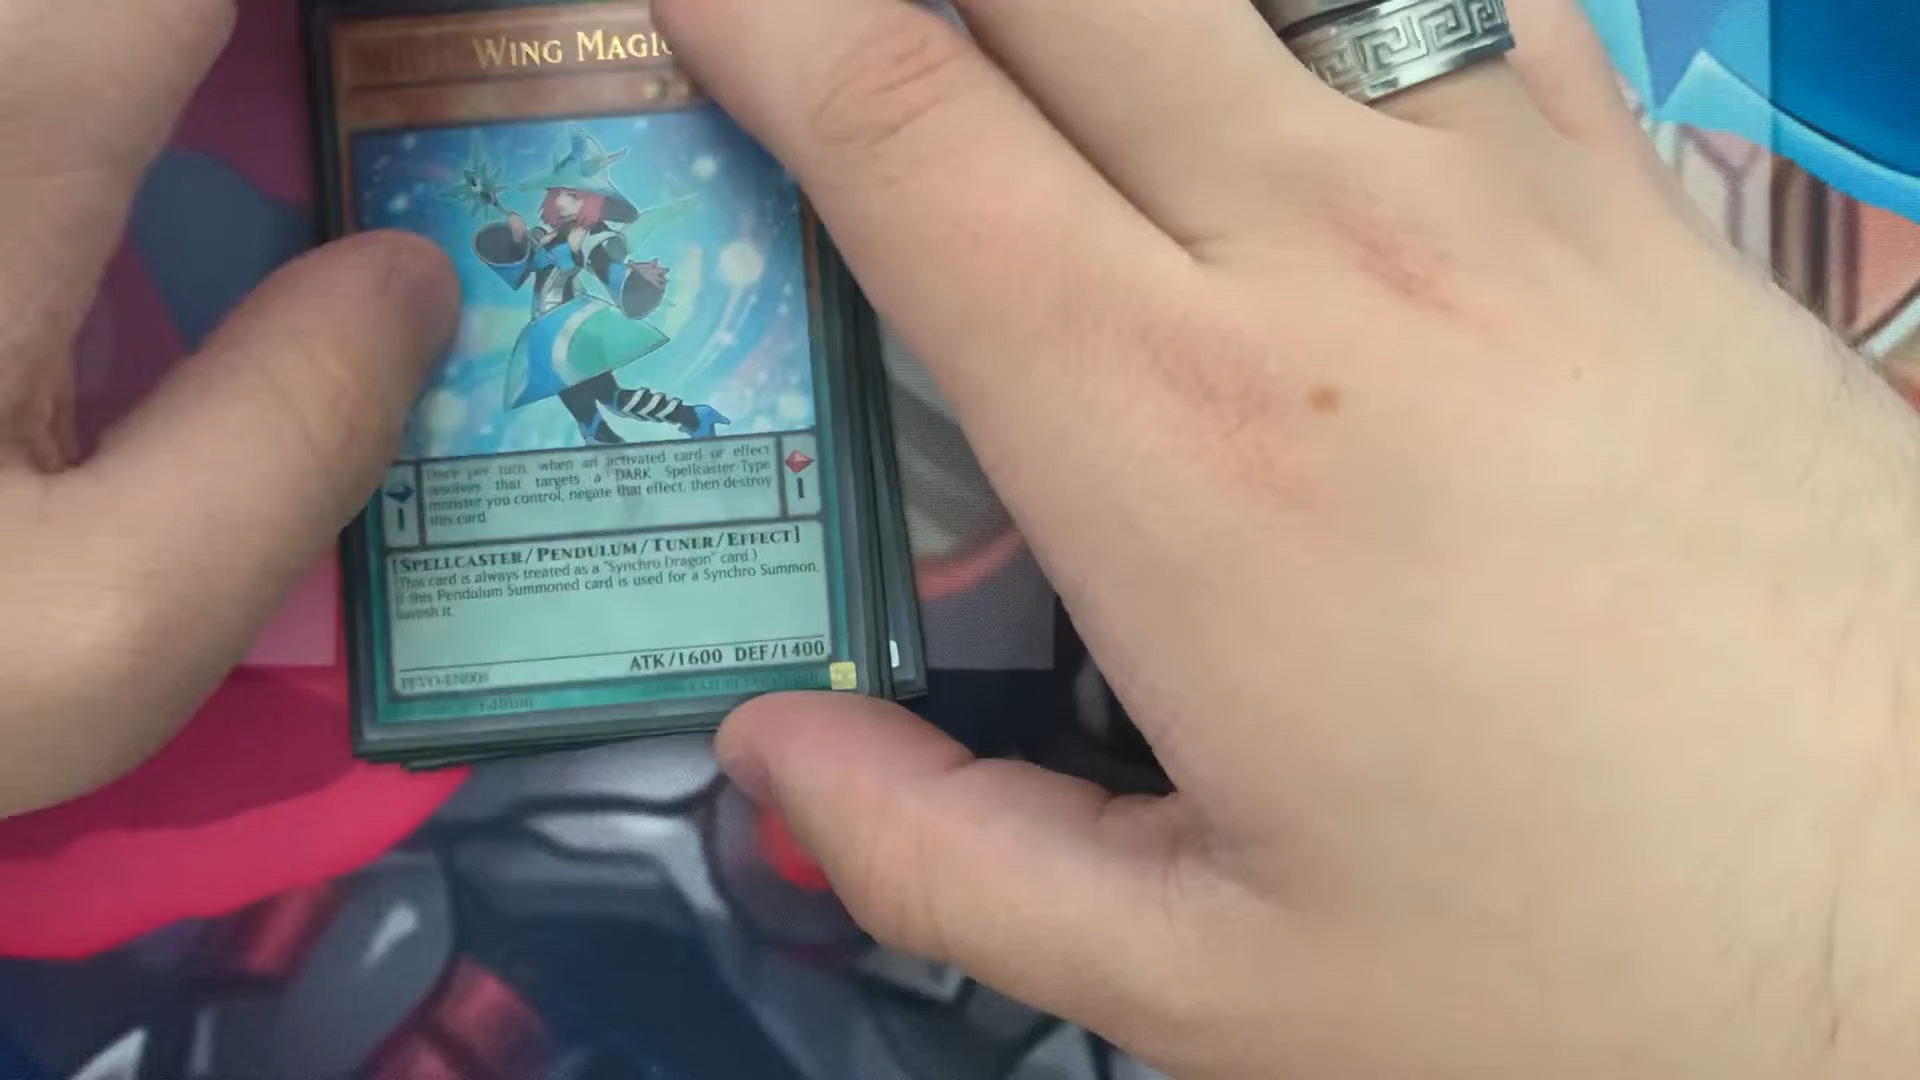 WING MAGIC
Once per turn, when an activated card or effect
resolves that targets a DARK Spellcaster-Type
monster you control, negate that effect, then destroy
this card.
1
1
[SPELLCASTER/PENDULUM/TUNER/EFFECT]
(This card is always treated as a "Synchro Dragon" card.)
If this Pendulum Summoned card is used for a Synchro Summon,
banish it.
ATK/1600 DEF/1400
Edition